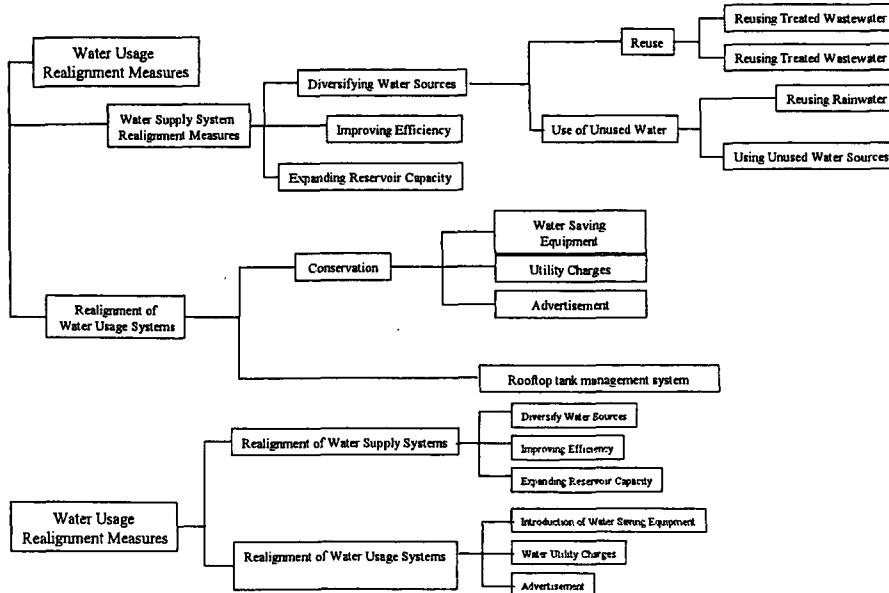 Water Usage
Realignment Measures
Water Supply System
Realignment Measures
Diversifying Water Sources
Improving Efficiency
Expanding Reservoir Capacity
Reuse
Reusing Treated Wastewater
Reusing Treated Wastewater
Use of Unused Water
Reusing Rainwater
Using Unused Water Sources
Realignment of
Water Usage Systems
Conservation
Water Saving
Equipment
Utility Charges
Advertisement
Rooftop tank management system
Water Usage
Realignment Measures
Realignment of Water Supply Systems
Diversify Water Sources
Improving Efficiency
Expanding Reservoir Capacity
Realignment of Water Usage Systems
Introduction of Water Saving Equipment
Water Utility Charges
Advertisement